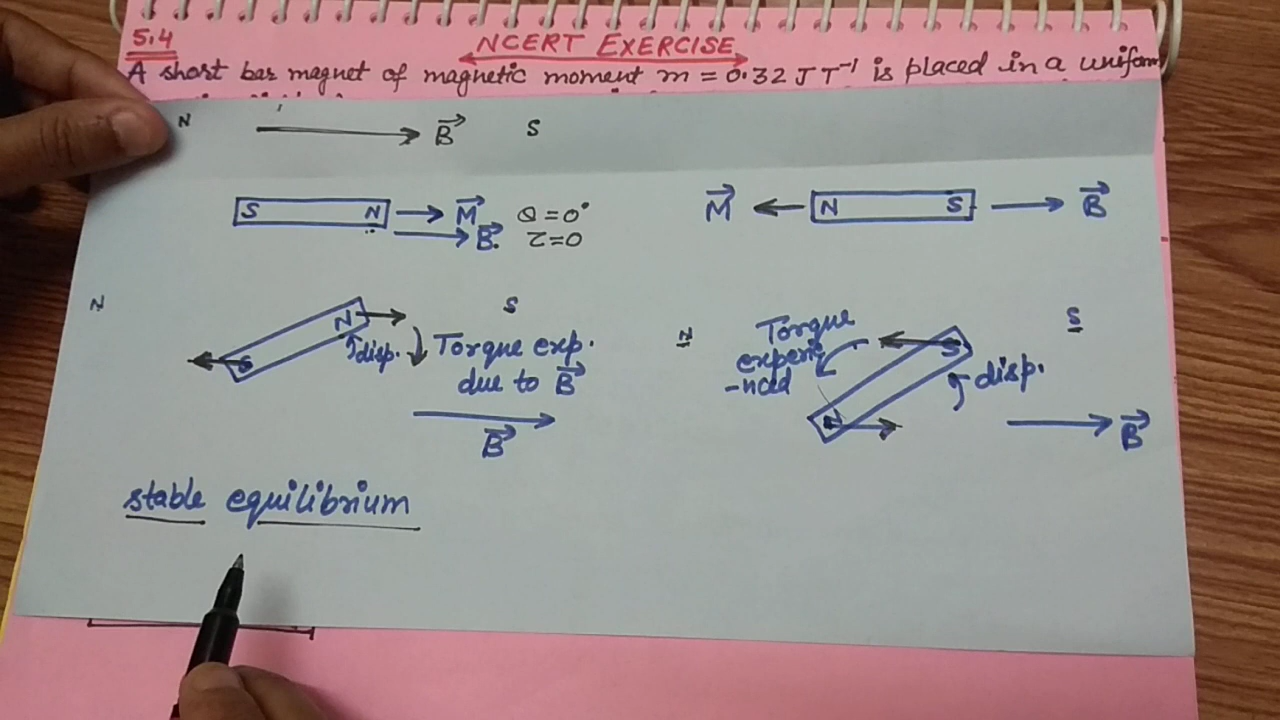 5.4
NCERT EXERCISE
A short bar magnet of magnetic moment m = 0.32 J T⁻¹ is placed in a uniform
N B⃗ S
S N M⃗ θ = 0°
B⃗. τ = 0
M⃗ N S B⃗
N S
N
S
disp. Torque exp.
due to B⃗
B⃗
N S
Torque
experie
-nced
S
disp.
N
B⃗
stable equilibrium